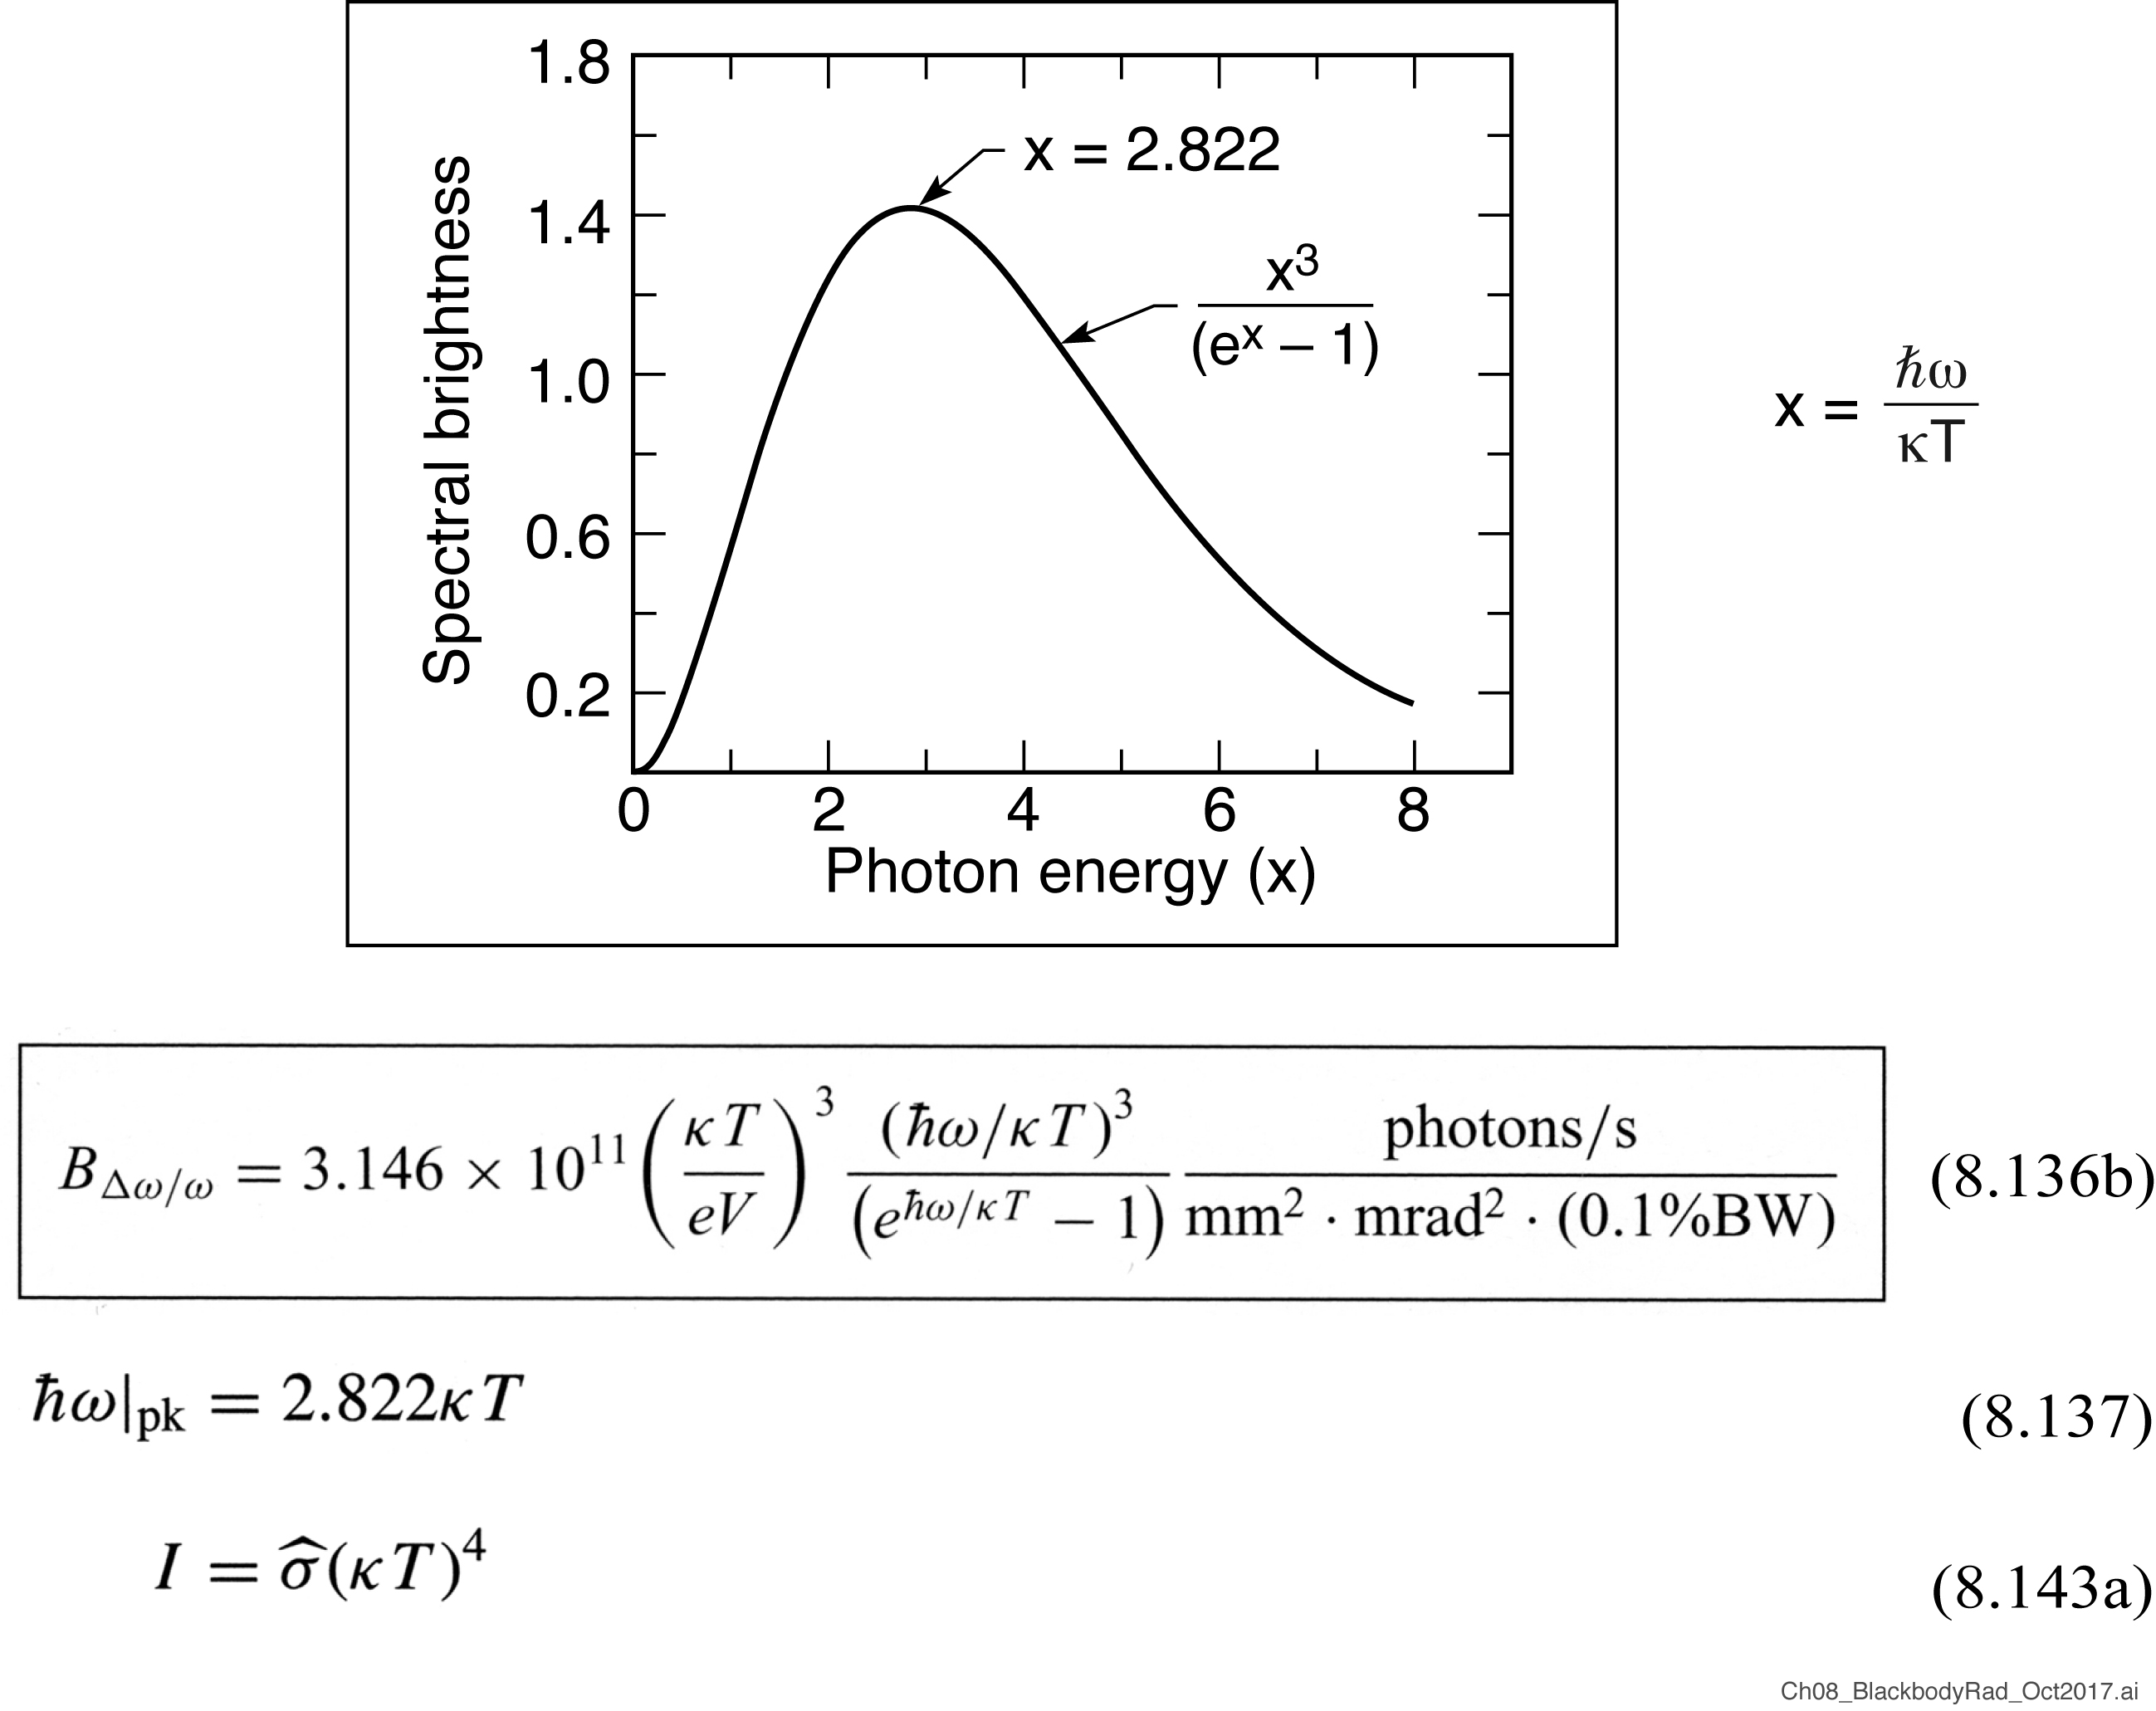 1.8
1.4
1.0
0.6
0.2
Spectral brightness
x = 2.822
x³
(eˣ – 1)
0 2 4 6 8
Photon energy (x)
x = ħω / κT
B_Δω/ω = 3.146 × 10¹¹ (κT / eV)³ (ħω/κT)³ / (e^ħω/κT − 1) photons/s / mm² · mrad² · (0.1%BW) (8.136b)
ħω|pk = 2.822κT (8.137)
I = σ̂(κT)⁴ (8.143a)
Ch08_BlackbodyRad_Oct2017.ai